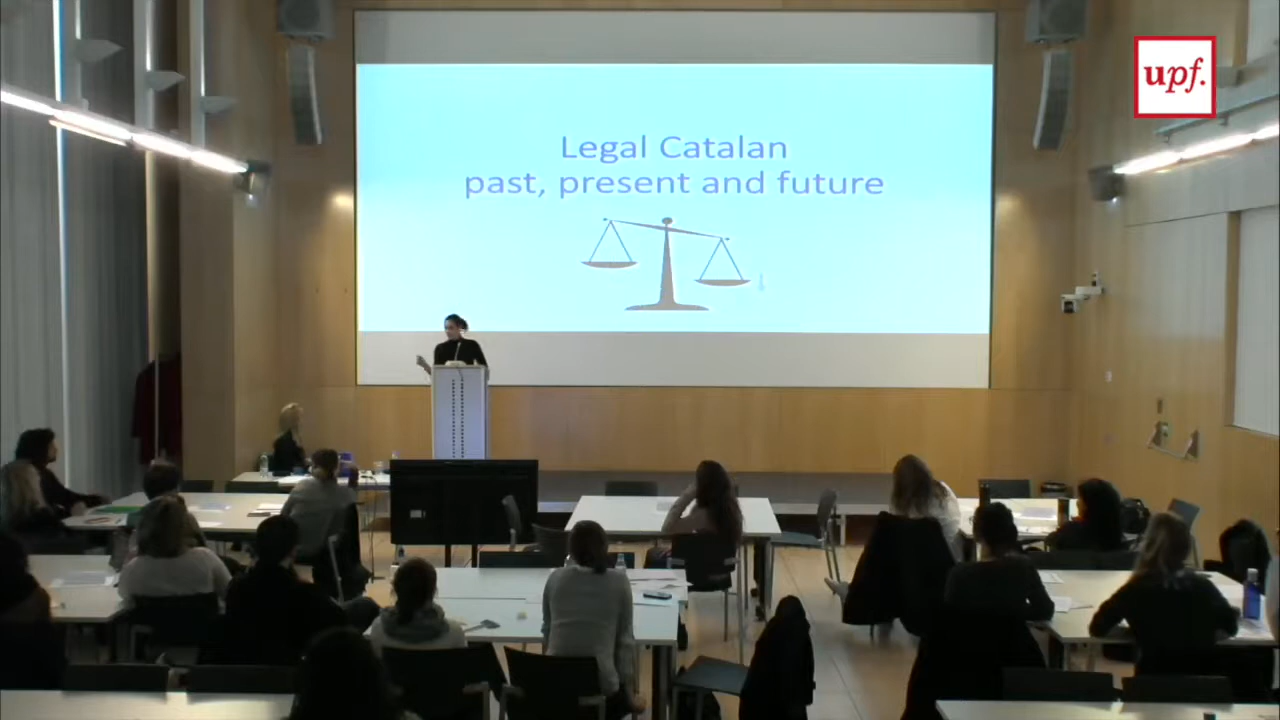 Legal Catalan
past, present and future
upf.